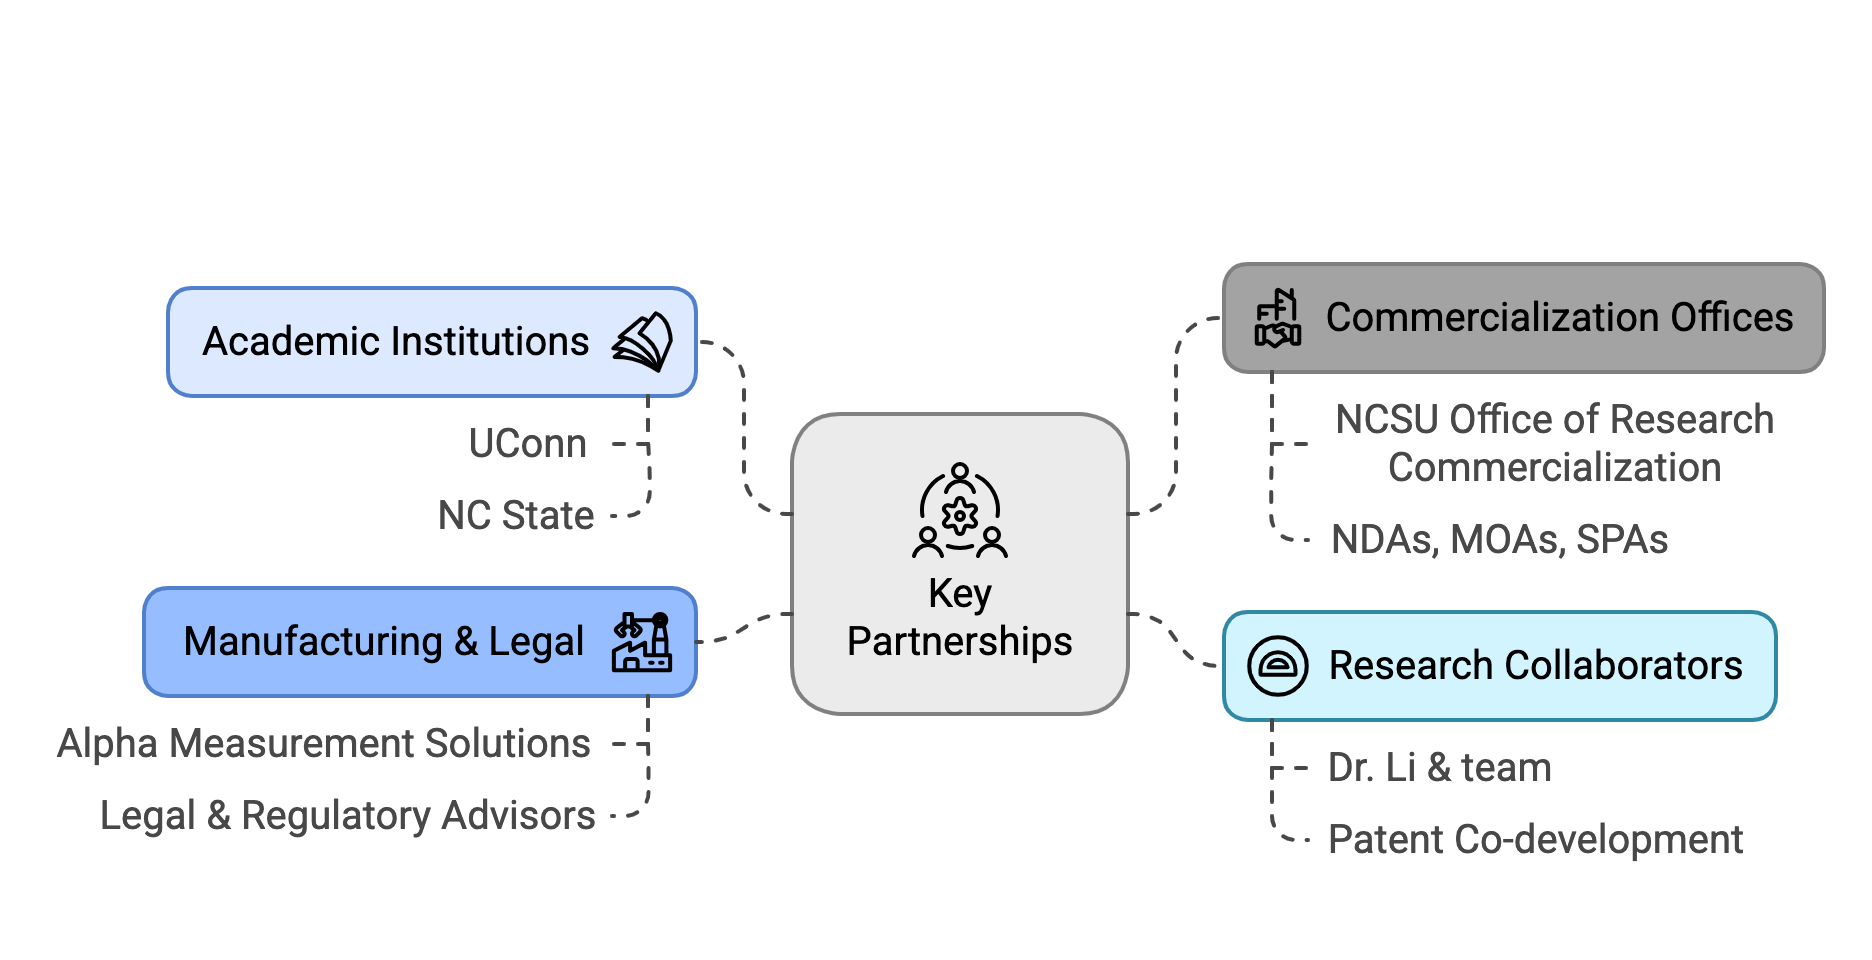 Academic Institutions
UConn
NC State
Manufacturing & Legal
Alpha Measurement Solutions
Legal & Regulatory Advisors
Key
Partnerships
Commercialization Offices
NCSU Office of Research
Commercialization
NDAs, MOAs, SPAs
Research Collaborators
Dr. Li & team
Patent Co-development